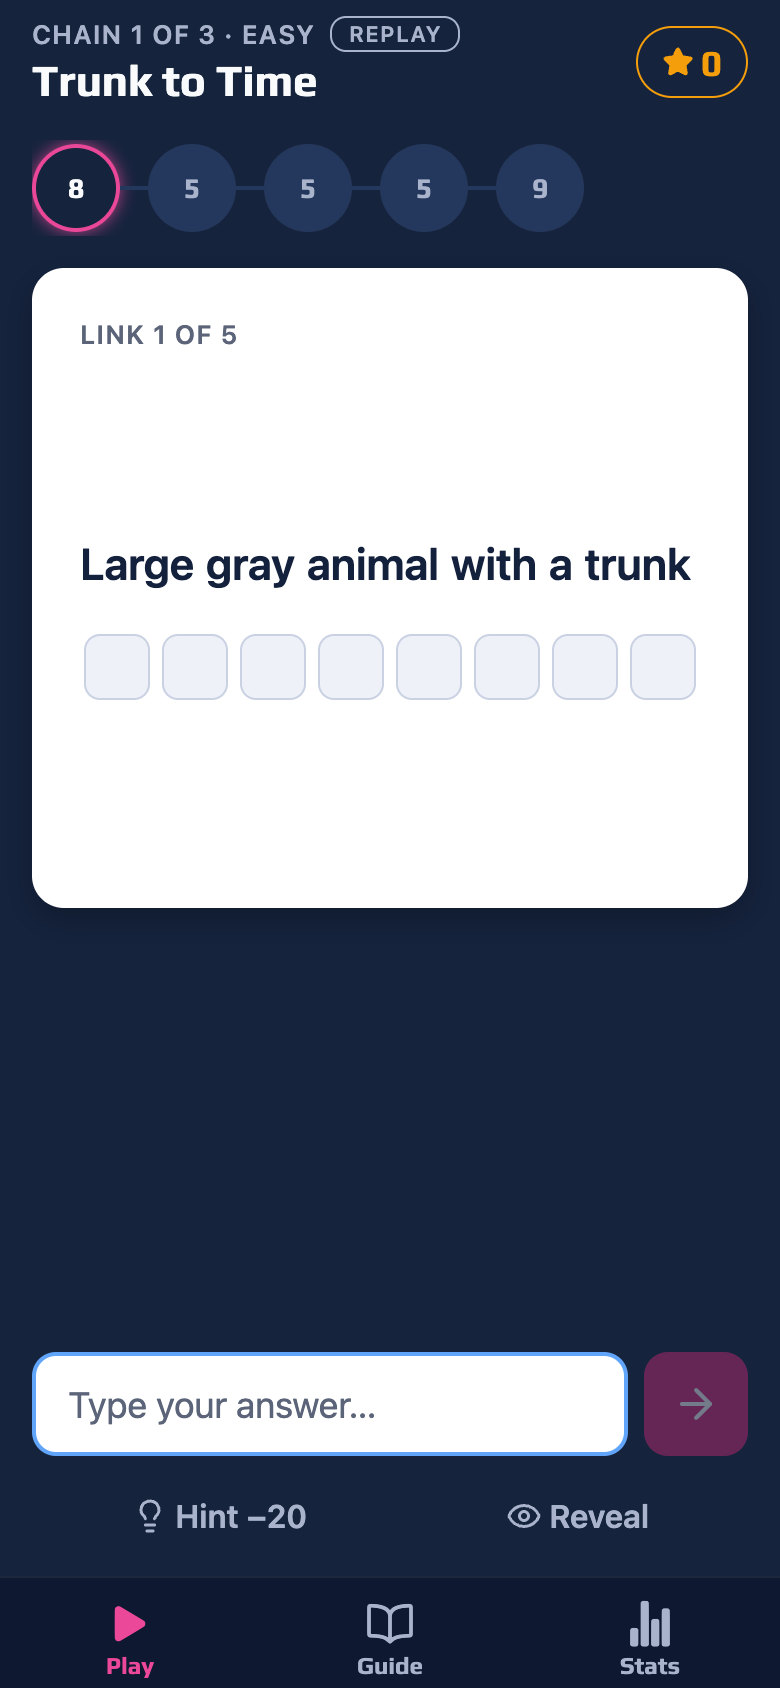 CHAIN 1 OF 3 · EASY REPLAY
Trunk to Time
0
8 5 5 5 9
LINK 1 OF 5
Large gray animal with a trunk
Type your answer...
Hint –20 Reveal
Play Guide Stats